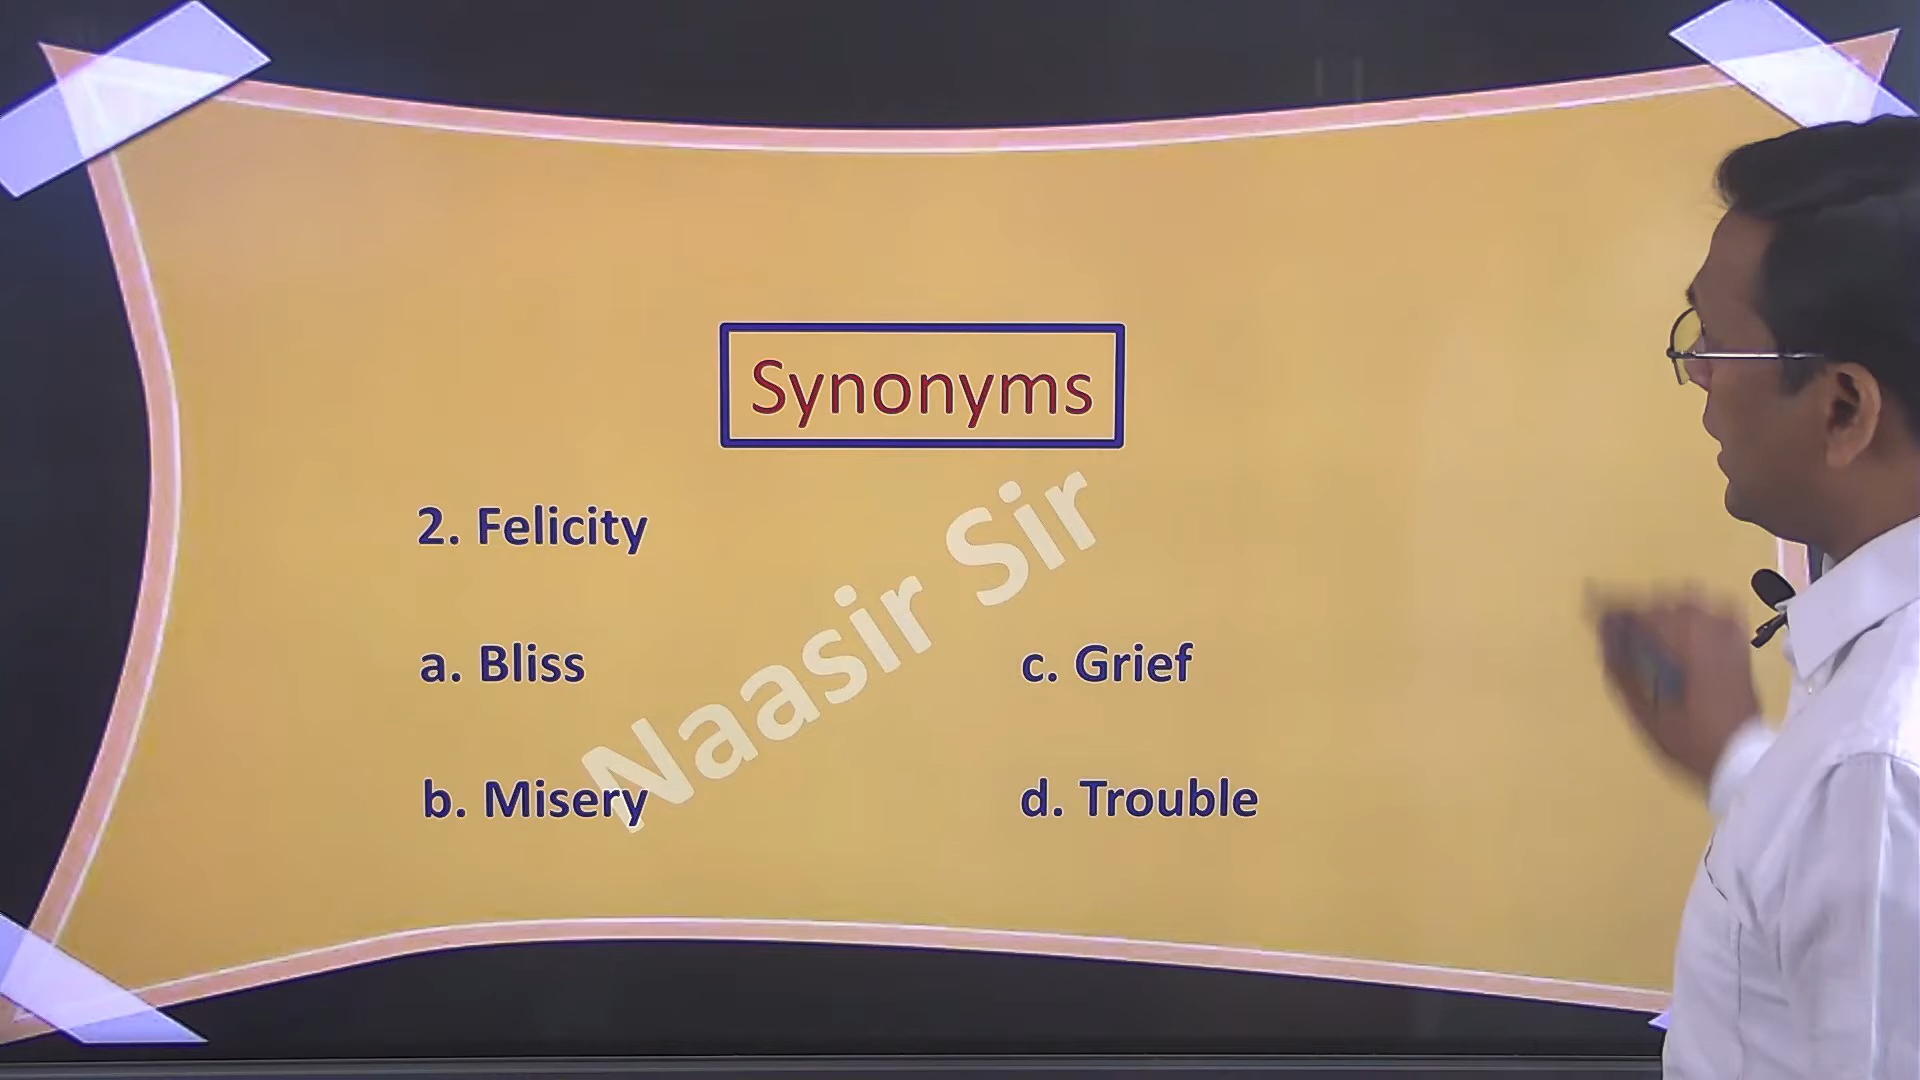 Synonyms
2. Felicity
a. Bliss
c. Grief
b. Misery
d. Trouble
Naasir Sir